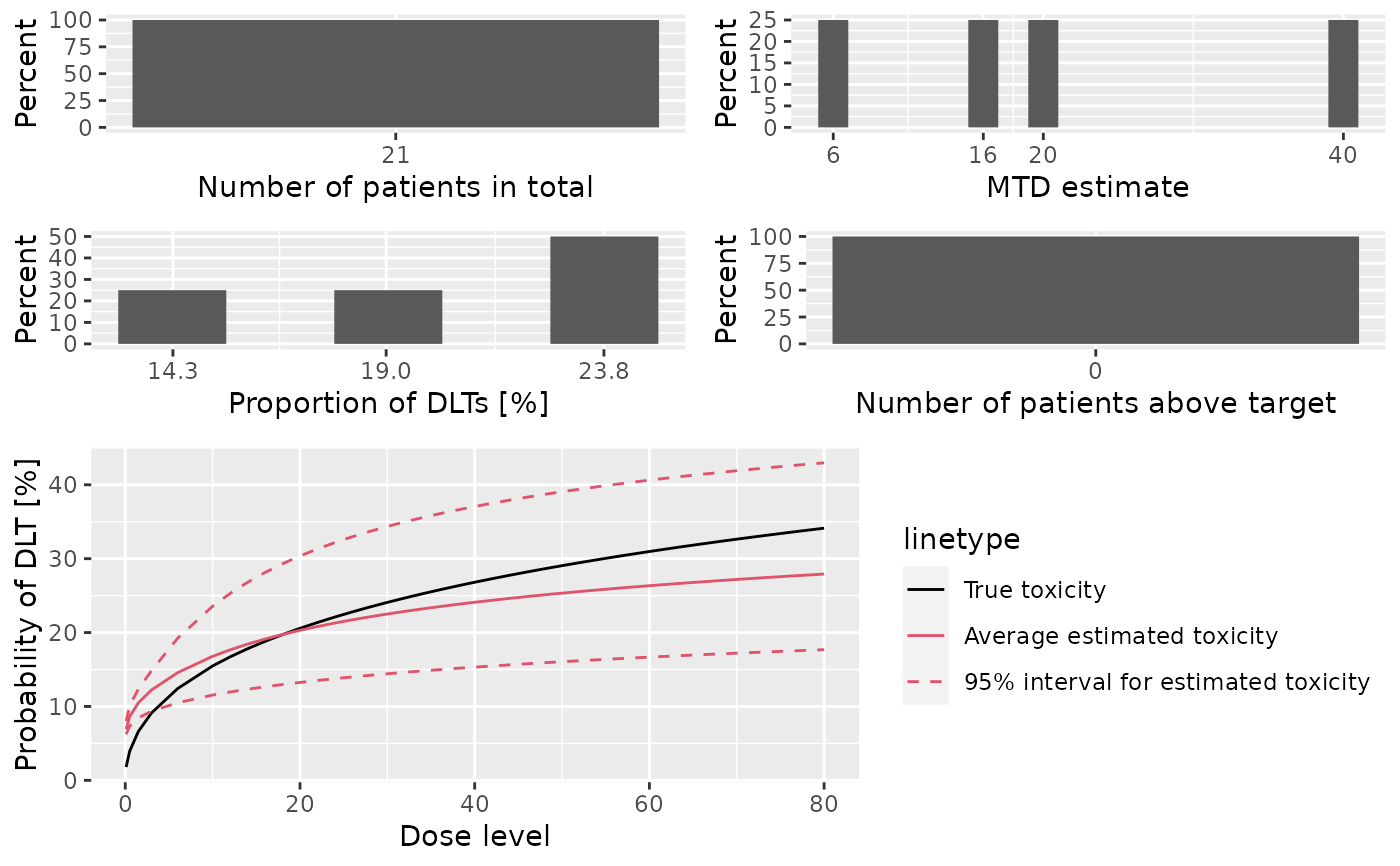 Percent
100
75
50
25
0
21
Number of patients in total
Percent
25
20
15
10
5
0
6 16 20 40
MTD estimate
Percent
50
40
30
20
10
0
14.3 19.0 23.8
Proportion of DLTs [%]
Percent
100
75
50
25
0
0
Number of patients above target
Probability of DLT [%]
40
30
20
10
0
0 20 40 60 80
Dose level
linetype
True toxicity
Average estimated toxicity
95% interval for estimated toxicity